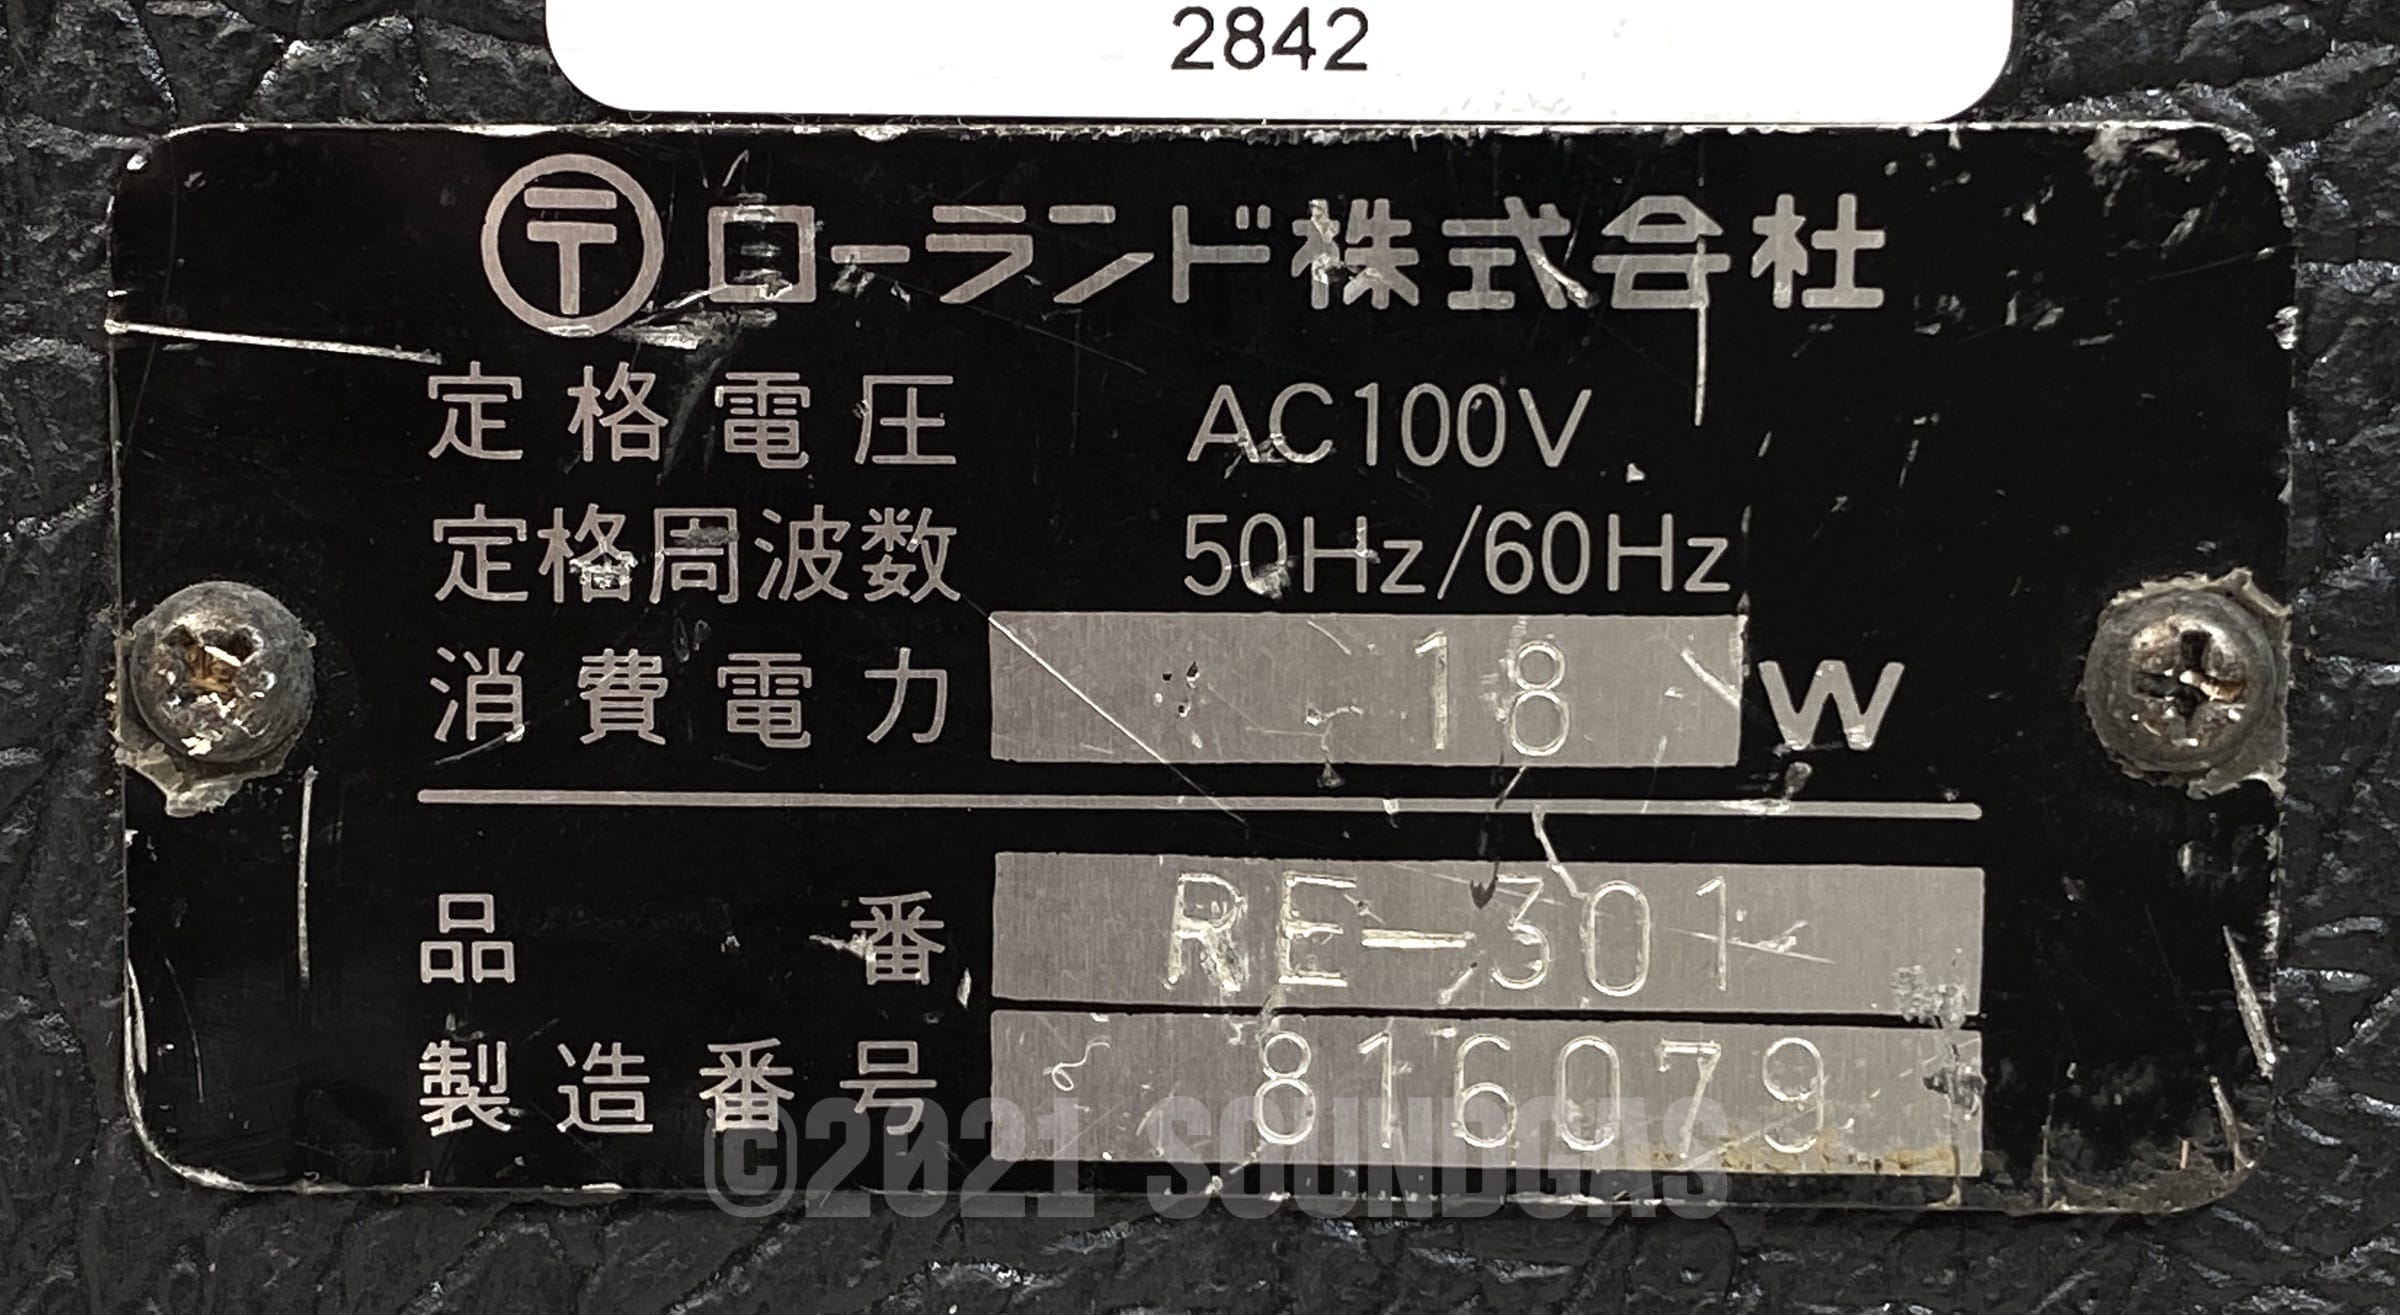 2842
〒ローランド株式会社
定格電圧 AC100V
定格周波数 50Hz/60Hz
消費電力 18 W
品番 RE-301
製造番号 816079
©2021 SOUNDGAS